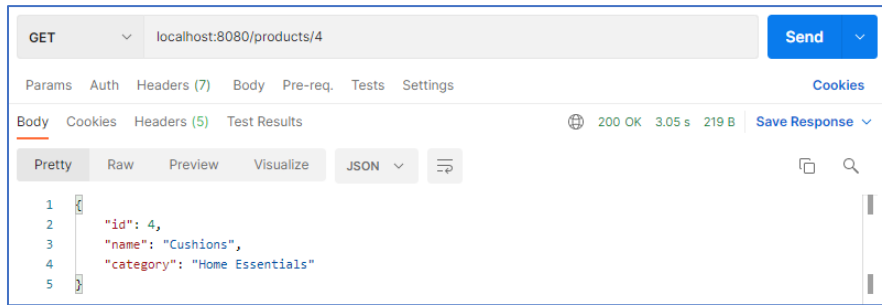 GET localhost:8080/products/4 Send
Params Auth Headers (7) Body Pre-req. Tests Settings Cookies
Body Cookies Headers (5) Test Results 200 OK 3.05 s 219 B Save Response
Pretty Raw Preview Visualize JSON
1 {
2 "id": 4,
3 "name": "Cushions",
4 "category": "Home Essentials"
5 }